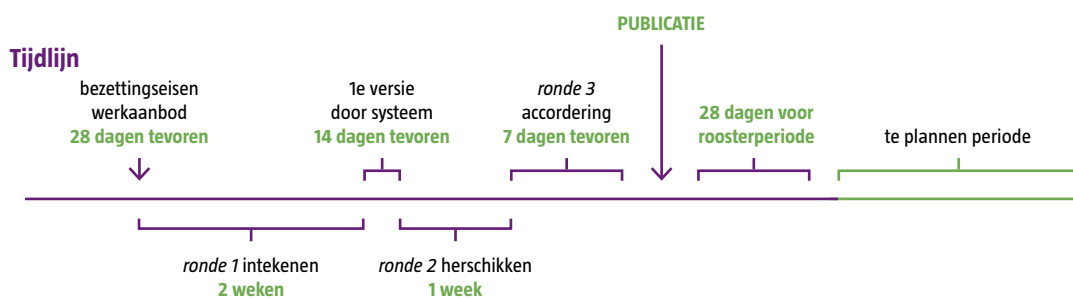 PUBLICATIE
Tijdlijn
bezettingseisen
werkaanbod
28 dagen tevoren
1e versie
door systeem
14 dagen tevoren
ronde 3
accordering
7 dagen tevoren
28 dagen voor
roosterperiode
te plannen periode
ronde 1 intekenen
2 weken
ronde 2 herschikken
1 week